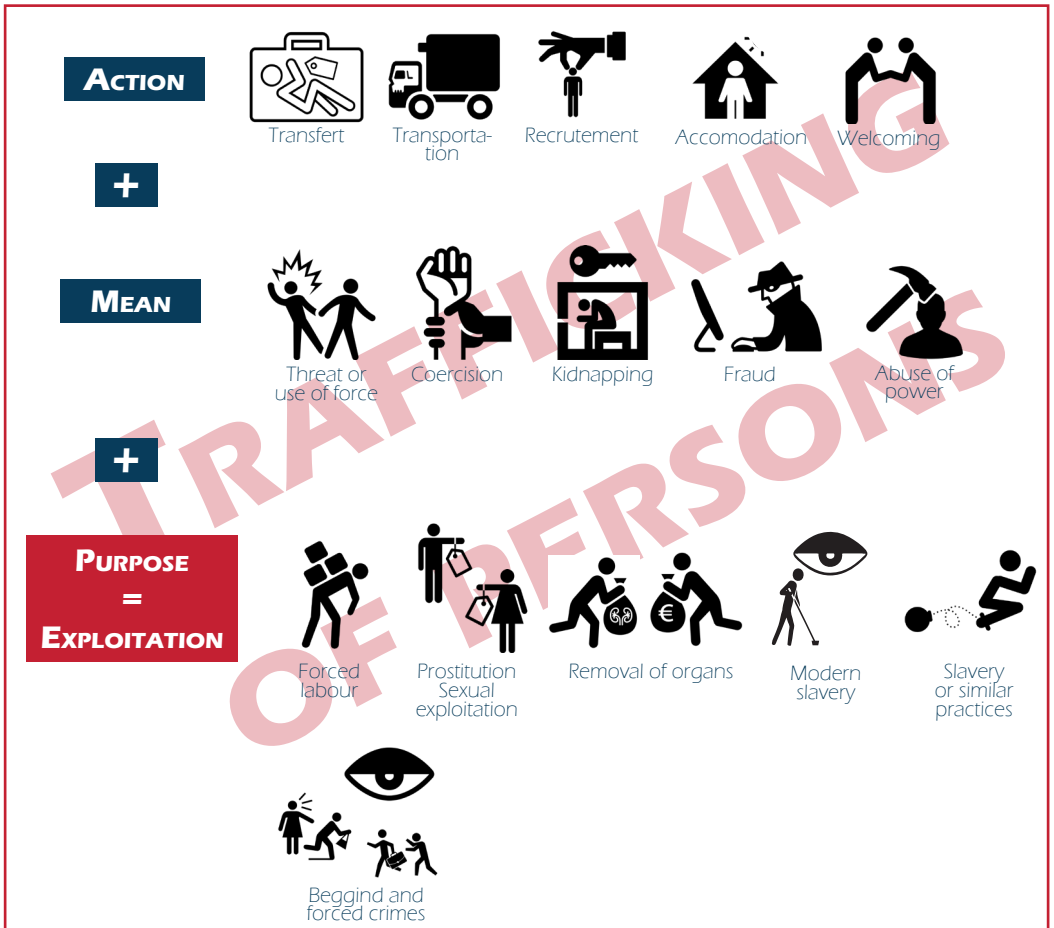 ACTION
Transfert
Transporta-
tion
Recrutement
Accomodation
Welcoming
+
MEAN
Threat or
use of force
Coercision
Kidnapping
Fraud
Abuse of
power
+
PURPOSE
=
EXPLOITATION
Forced
labour
Prostitution
Sexual
exploitation
Removal of organs
€
Modern
slavery
Slavery
or similar
practices
Beggind and
forced crimes
TRAFFICKING
OF PERSONS